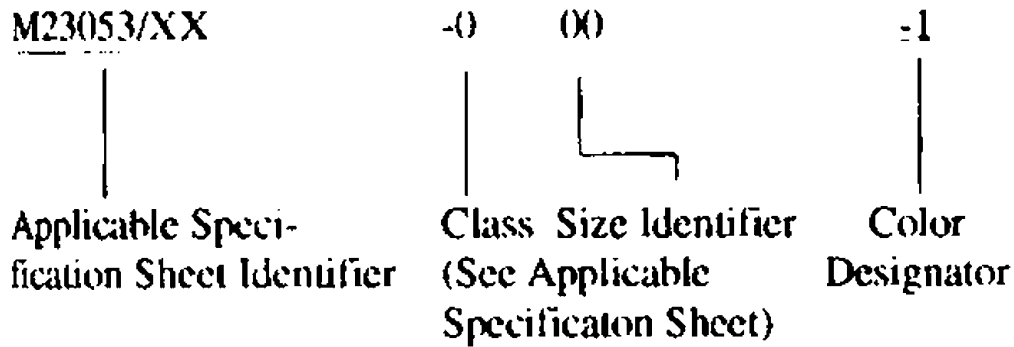 M23053/XX -0 00 -1
Applicable Speci- Class Size Identifier Color
fication Sheet Identifier (See Applicable Designator
Specificaton Sheet)